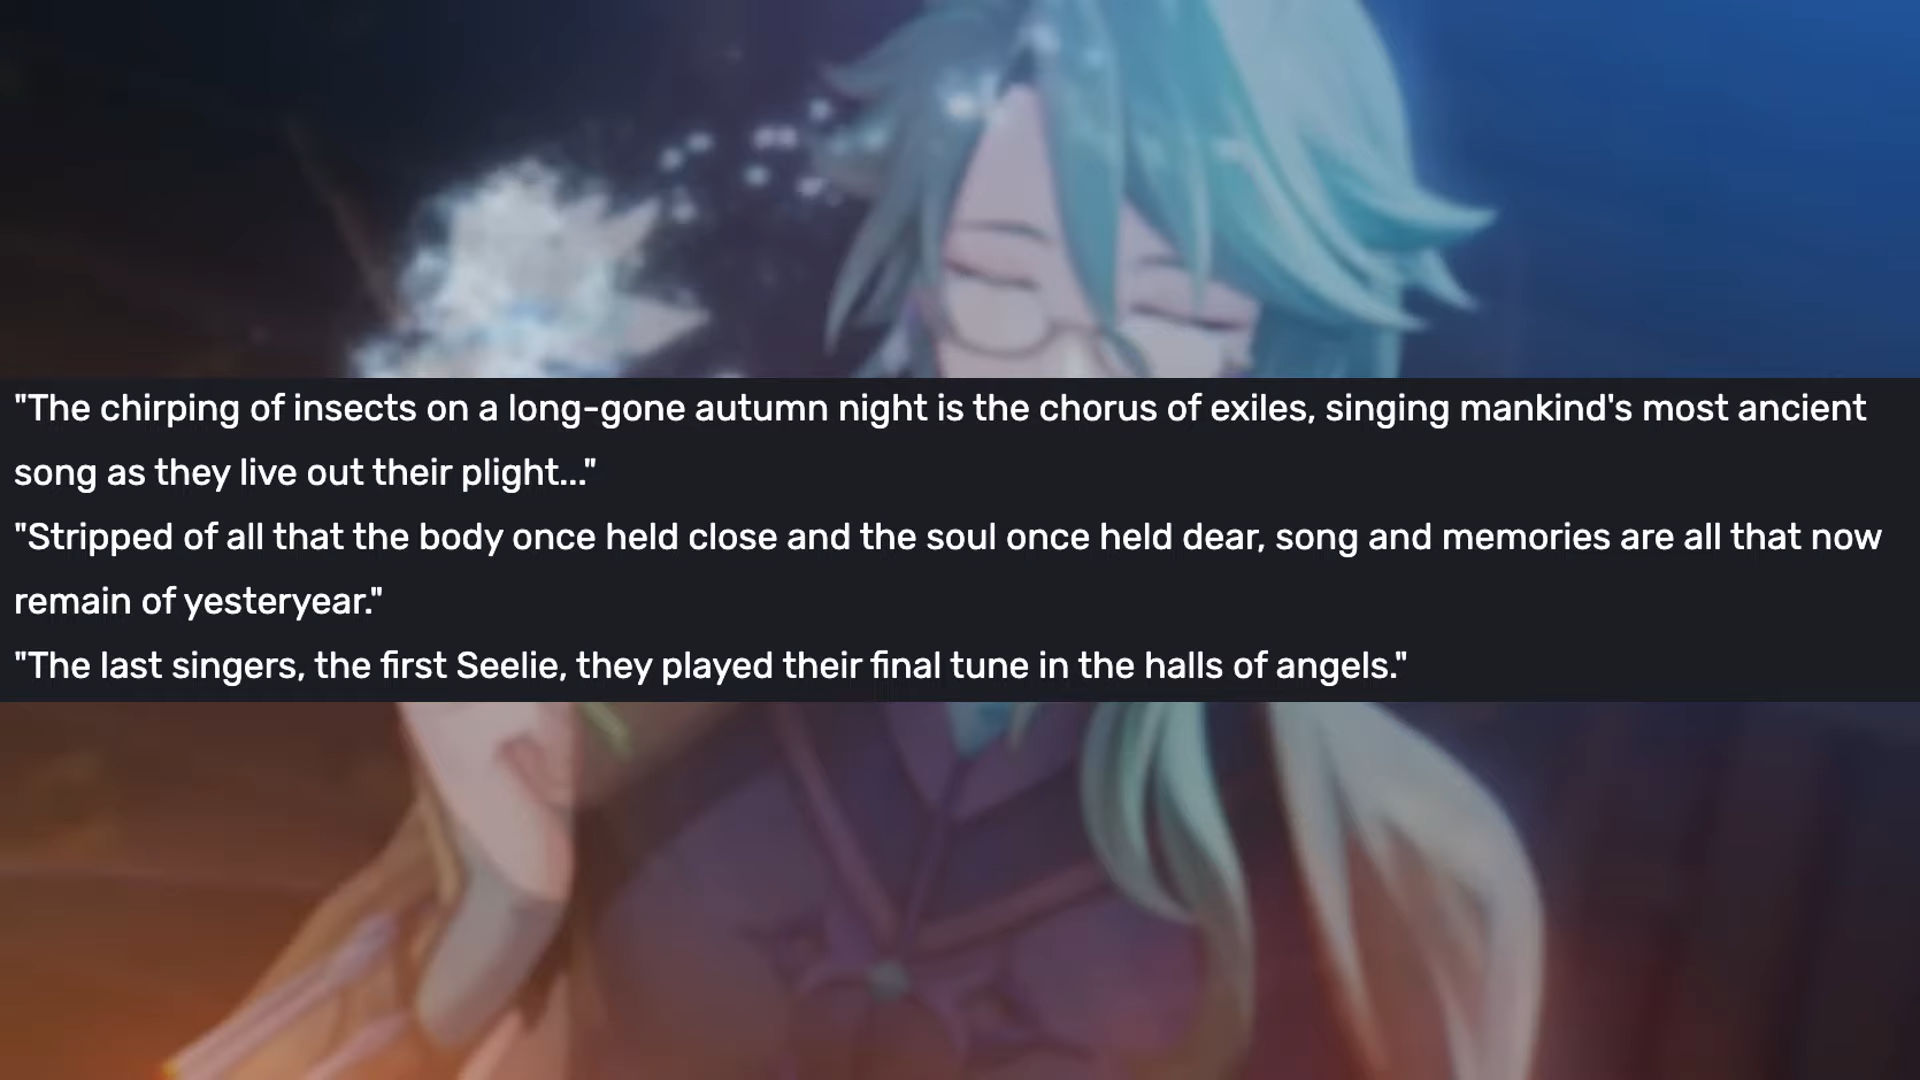 "The chirping of insects on a long-gone autumn night is the chorus of exiles, singing mankind's most ancient
song as they live out their plight..."
"Stripped of all that the body once held close and the soul once held dear, song and memories are all that now
remain of yesteryear."
"The last singers, the first Seelie, they played their final tune in the halls of angels."